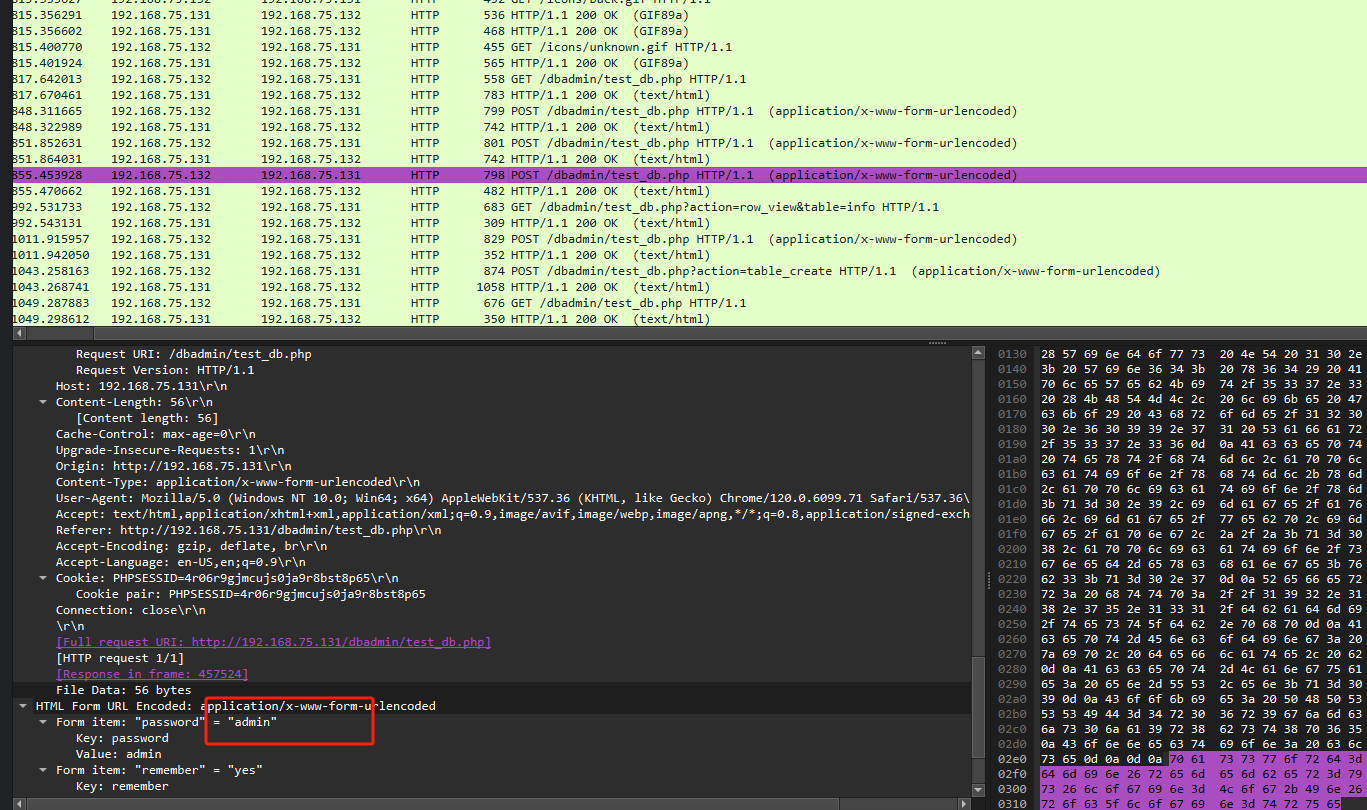 GET /icons/back.gif HTTP/1.1
815.356291 192.168.75.131 192.168.75.132 HTTP 536 HTTP/1.1 200 OK (GIF89a)
815.356602 192.168.75.131 192.168.75.132 HTTP 468 HTTP/1.1 200 OK (GIF89a)
815.400770 192.168.75.132 192.168.75.131 HTTP 455 GET /icons/unknown.gif HTTP/1.1
815.401924 192.168.75.131 192.168.75.132 HTTP 565 HTTP/1.1 200 OK (GIF89a)
817.642013 192.168.75.132 192.168.75.131 HTTP 558 GET /dbadmin/test_db.php HTTP/1.1
817.670461 192.168.75.131 192.168.75.132 HTTP 783 HTTP/1.1 200 OK (text/html)
848.311665 192.168.75.132 192.168.75.131 HTTP 799 POST /dbadmin/test_db.php HTTP/1.1 (application/x-www-form-urlencoded)
848.322989 192.168.75.131 192.168.75.132 HTTP 742 HTTP/1.1 200 OK (text/html)
851.852631 192.168.75.132 192.168.75.131 HTTP 801 POST /dbadmin/test_db.php HTTP/1.1 (application/x-www-form-urlencoded)
851.864031 192.168.75.131 192.168.75.132 HTTP 742 HTTP/1.1 200 OK (text/html)
855.453928 192.168.75.132 192.168.75.131 HTTP 798 POST /dbadmin/test_db.php HTTP/1.1 (application/x-www-form-urlencoded)
855.470662 192.168.75.131 192.168.75.132 HTTP 482 HTTP/1.1 200 OK (text/html)
992.531733 192.168.75.132 192.168.75.131 HTTP 683 GET /dbadmin/test_db.php?action=row_view&table=info HTTP/1.1
992.543131 192.168.75.131 192.168.75.132 HTTP 309 HTTP/1.1 200 OK (text/html)
1011.915957 192.168.75.132 192.168.75.131 HTTP 829 POST /dbadmin/test_db.php HTTP/1.1 (application/x-www-form-urlencoded)
1011.942050 192.168.75.131 192.168.75.132 HTTP 352 HTTP/1.1 200 OK (text/html)
1043.258163 192.168.75.132 192.168.75.131 HTTP 874 POST /dbadmin/test_db.php?action=table_create HTTP/1.1 (application/x-www-form-urlencoded)
1043.268741 192.168.75.131 192.168.75.132 HTTP 1058 HTTP/1.1 200 OK (text/html)
1049.287883 192.168.75.132 192.168.75.131 HTTP 676 GET /dbadmin/test_db.php HTTP/1.1
1049.298612 192.168.75.131 192.168.75.132 HTTP 350 HTTP/1.1 200 OK (text/html)
Request URI: /dbadmin/test_db.php
Request Version: HTTP/1.1
Host: 192.168.75.131\r\n
Content-Length: 56\r\n
[Content length: 56]
Cache-Control: max-age=0\r\n
Upgrade-Insecure-Requests: 1\r\n
Origin: http://192.168.75.131\r\n
Content-Type: application/x-www-form-urlencoded\r\n
User-Agent: Mozilla/5.0 (Windows NT 10.0; Win64; x64) AppleWebKit/537.36 (KHTML, like Gecko) Chrome/120.0.6099.71 Safari/537.36\
Accept: text/html,application/xhtml+xml,application/xml;q=0.9,image/avif,image/webp,image/apng,*/*;q=0.8,application/signed-exch
Referer: http://192.168.75.131/dbadmin/test_db.php\r\n
Accept-Encoding: gzip, deflate, br\r\n
Accept-Language: en-US,en;q=0.9\r\n
Cookie: PHPSESSID=4r06r9gjmcujs0ja9r8bst8p65\r\n
Cookie pair: PHPSESSID=4r06r9gjmcujs0ja9r8bst8p65
Connection: close\r\n
\r\n
[Full request URI: http://192.168.75.131/dbadmin/test_db.php]
[HTTP request 1/1]
[Response in frame: 457524]
File Data: 56 bytes
HTML Form URL Encoded: application/x-www-form-urlencoded
Form item: "password" = "admin"
Key: password
Value: admin
Form item: "remember" = "yes"
Key: remember
0130 28 57 69 6e 64 6f 77 73 20 4e 54 20 31 30 2e
0140 3b 20 57 69 6e 36 34 3b 20 78 36 34 29 20 41
0150 70 6c 65 57 65 62 4b 69 74 2f 35 33 37 2e 33
0160 20 28 4b 48 54 4d 4c 2c 20 6c 69 6b 65 20 47
0170 63 6b 6f 29 20 43 68 72 6f 6d 65 2f 31 32 30
0180 30 2e 36 30 39 39 2e 37 31 20 53 61 66 61 72
0190 2f 35 33 37 2e 33 36 0d 0a 41 63 63 65 70 74
01a0 20 74 65 78 74 2f 68 74 6d 6c 2c 61 70 70 6c
01b0 63 61 74 69 6f 6e 2f 78 68 74 6d 6c 2b 78 6d
01c0 2c 61 70 70 6c 69 63 61 74 69 6f 6e 2f 78 6d
01d0 3b 71 3d 30 2e 39 2c 69 6d 61 67 65 2f 61 76
01e0 66 2c 69 6d 61 67 65 2f 77 65 62 70 2c 69 6d
01f0 67 65 2f 61 70 6e 67 2c 2a 2f 2a 3b 71 3d 30
0200 38 2c 61 70 70 6c 69 63 61 74 69 6f 6e 2f 73
0210 67 6e 65 64 2d 65 78 63 68 61 6e 67 65 3b 76
0220 62 33 3b 71 3d 30 2e 37 0d 0a 52 65 66 65 72
0230 72 3a 20 68 74 74 70 3a 2f 2f 31 39 32 2e 31
0240 38 2e 37 35 2e 31 33 31 2f 64 62 61 64 6d 69
0250 2f 74 65 73 74 5f 64 62 2e 70 68 70 0d 0a 41
0260 63 65 70 74 2d 45 6e 63 6f 64 69 6e 67 3a 20
0270 7a 69 70 2c 20 64 65 66 6c 61 74 65 2c 20 62
0280 0d 0a 41 63 63 65 70 74 2d 4c 61 6e 67 75 61
0290 65 3a 20 65 6e 2d 55 53 2c 65 6e 3b 71 3d 30
02a0 39 0d 0a 43 6f 6f 6b 69 65 3a 20 50 48 50 53
02b0 53 53 49 44 3d 34 72 30 36 72 39 67 6a 6d 63
02c0 6a 73 30 6a 61 39 72 38 62 73 74 38 70 36 35
02d0 0a 43 6f 6e 6e 65 63 74 69 6f 6e 3a 20 63 6c
02e0 73 65 0d 0a 0d 0a 70 61 73 73 77 6f 72 64 3d
02f0 64 6d 69 6e 26 72 65 6d 65 6d 62 65 72 3d 79
0300 73 26 6c 6f 67 69 6e 3d 4c 6f 67 2b 49 6e 26
0310 72 6f 63 5f 6c 6f 67 69 6e 3d 74 72 75 65